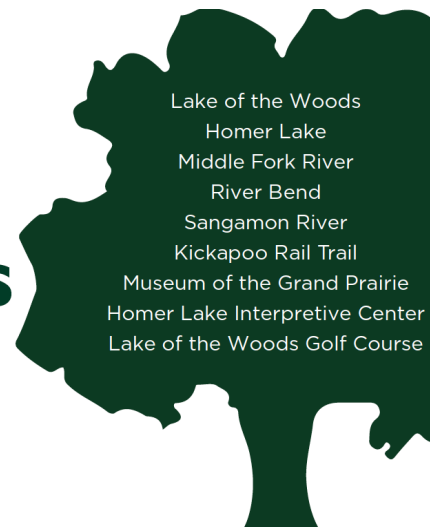 Lake of the Woods
Homer Lake
Middle Fork River
River Bend
Sangamon River
Kickapoo Rail Trail
Museum of the Grand Prairie
Homer Lake Interpretive Center
Lake of the Woods Golf Course